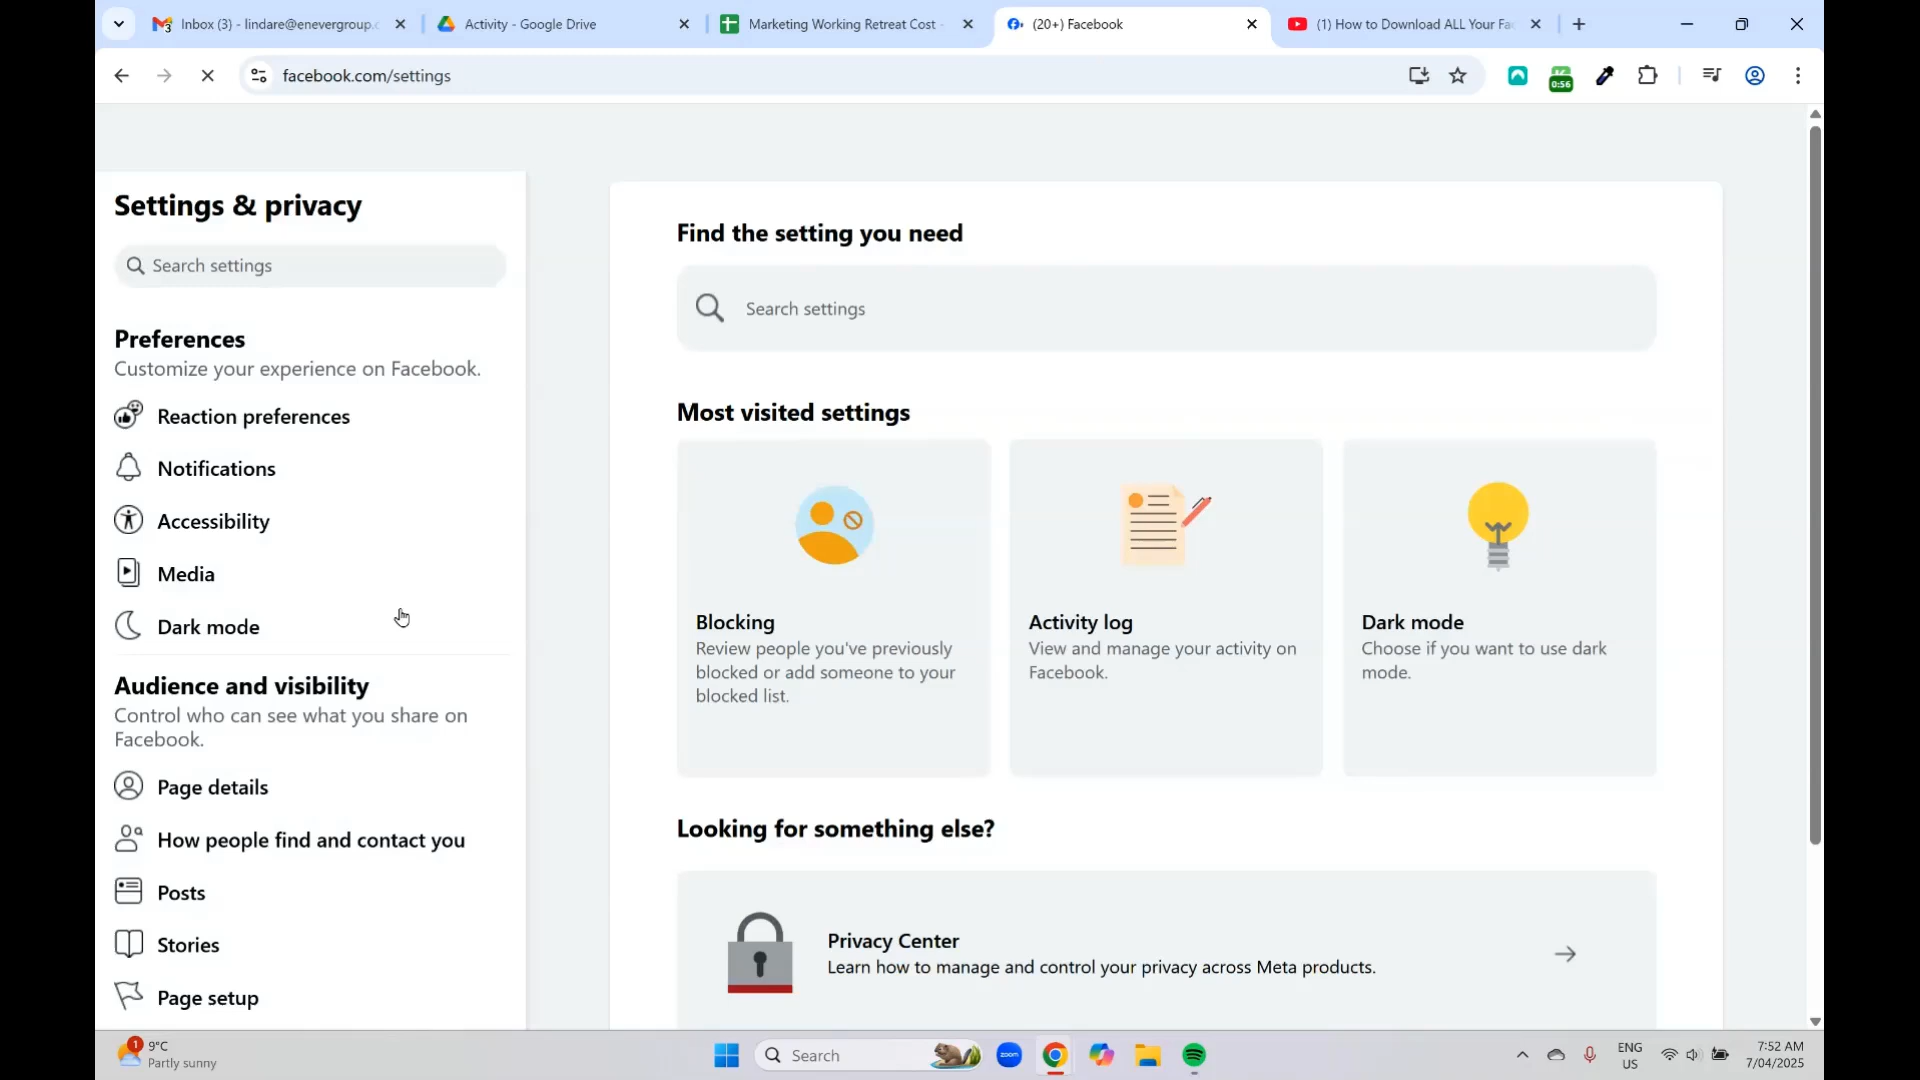 Inbox (3) - lindare@enevergroup.c
Activity - Google Drive
Marketing Working Retreat Cost -
(20+) Facebook
(1) How to Download ALL Your Fac
facebook.com/settings
0:56
Settings & privacy
Search settings
Preferences
Customize your experience on Facebook.
Reaction preferences
Notifications
Accessibility
Media
Dark mode
Audience and visibility
Control who can see what you share on
Facebook.
Page details
How people find and contact you
Posts
Stories
Page setup
Find the setting you need
Search settings
Most visited settings
Blocking
Review people you've previously
blocked or add someone to your
blocked list.
Activity log
View and manage your activity on
Facebook.
Dark mode
Choose if you want to use dark
mode.
Looking for something else?
Privacy Center
Learn how to manage and control your privacy across Meta products.
1
9°C
Partly sunny
Search
zoom
ENG
US
7:52 AM
7/04/2025